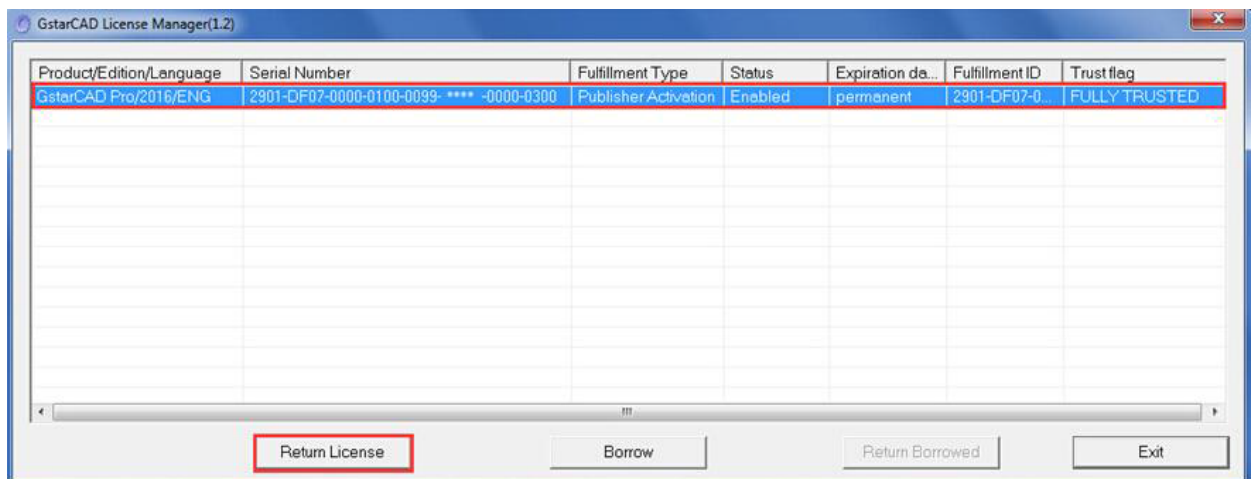 GstarCAD License Manager(1.2)
Product/Edition/Language Serial Number Fulfillment Type Status Expiration da... Fulfillment ID Trust flag
GstarCAD Pro/2016/ENG 2901-DF07-0000-0100-0099- **** -0000-0300 Publisher Activation Enabled permanent 2901-DF07-0... FULLY TRUSTED
Return License Borrow Return Borrowed Exit